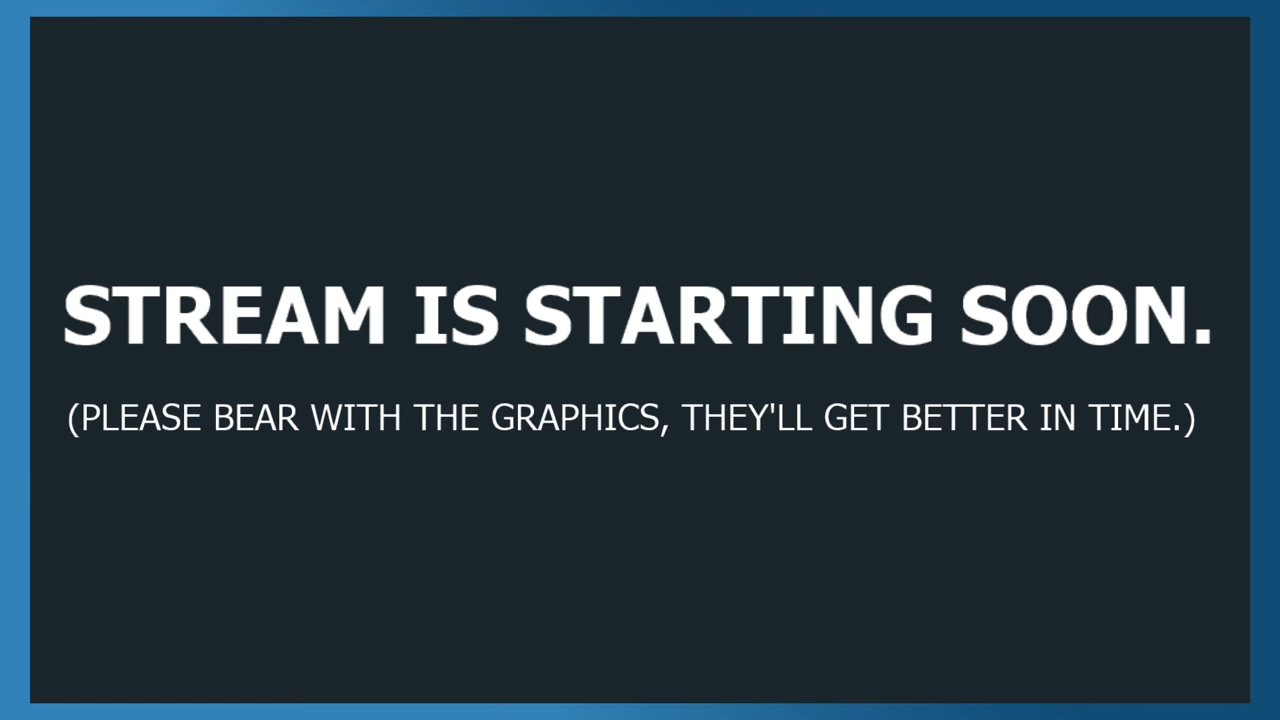 STREAM IS STARTING SOON.
(PLEASE BEAR WITH THE GRAPHICS, THEY'LL GET BETTER IN TIME.)